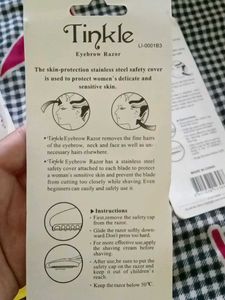 Tinkle
Eyebrow Razor
LI-0001B3
The skin-protection stainless steel safety cover
is used to protect women's delicate and
sensitive skin.
• Tinkle Eyebrow Razor removes the fine hairs
of the eyebrow, neck and face as well as un-
necessary hairs elsewhere.
• Tinkle Eyebrow Razor has a stainless steel
safety cover attached to each blade to protect
a woman's sensitive skin and prevent the blade
from cutting too closely while shaving. Even
beginners can easily and safely use it.
Instructions
- First, remove the safety cap
from the razor.
- Glide the razor softly down-
ward. Don't press too hard.
- For more effective use, apply
the shaving cream before
shaving.
- After use, be sure to put the
safety cap on the razor and
keep it out of children's
reach.
- Keep the razor below 50°C.